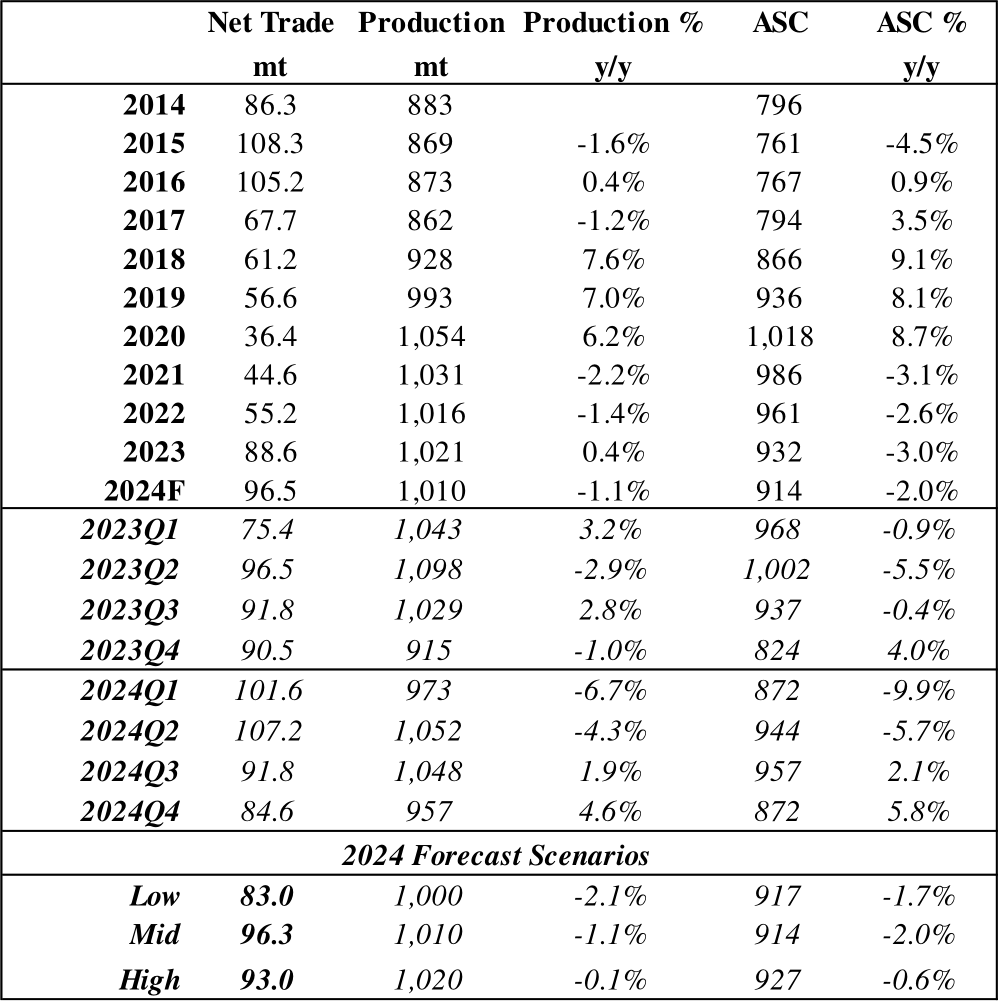 Net Trade Production Production % ASC ASC %
mt mt y/y y/y
2014 86.3 883 796
2015 108.3 869 -1.6% 761 -4.5%
2016 105.2 873 0.4% 767 0.9%
2017 67.7 862 -1.2% 794 3.5%
2018 61.2 928 7.6% 866 9.1%
2019 56.6 993 7.0% 936 8.1%
2020 36.4 1,054 6.2% 1,018 8.7%
2021 44.6 1,031 -2.2% 986 -3.1%
2022 55.2 1,016 -1.4% 961 -2.6%
2023 88.6 1,021 0.4% 932 -3.0%
2024F 96.5 1,010 -1.1% 914 -2.0%
2023Q1 75.4 1,043 3.2% 968 -0.9%
2023Q2 96.5 1,098 -2.9% 1,002 -5.5%
2023Q3 91.8 1,029 2.8% 937 -0.4%
2023Q4 90.5 915 -1.0% 824 4.0%
2024Q1 101.6 973 -6.7% 872 -9.9%
2024Q2 107.2 1,052 -4.3% 944 -5.7%
2024Q3 91.8 1,048 1.9% 957 2.1%
2024Q4 84.6 957 4.6% 872 5.8%
2024 Forecast Scenarios
Low 83.0 1,000 -2.1% 917 -1.7%
Mid 96.3 1,010 -1.1% 914 -2.0%
High 93.0 1,020 -0.1% 927 -0.6%